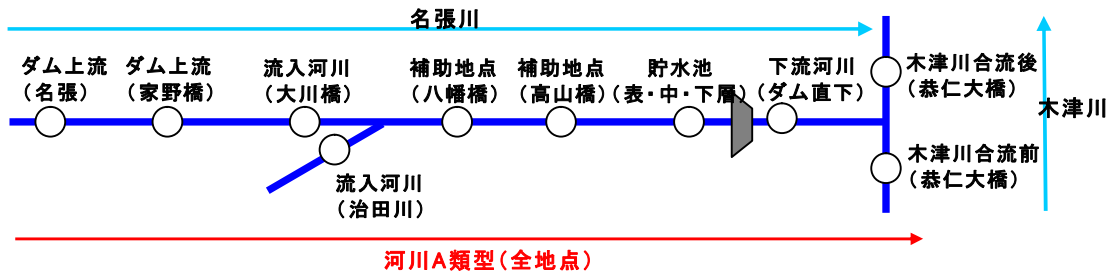 名張川
ダム上流
（名張）
ダム上流
（家野橋）
流入河川
（大川橋）
補助地点
（八幡橋）
補助地点
（高山橋）
貯水池
（表・中・下層）
下流河川
（ダム直下）
木津川合流後
（恭仁大橋）
木津川
木津川合流前
（恭仁大橋）
流入河川
（治田川）
河川A類型（全地点）